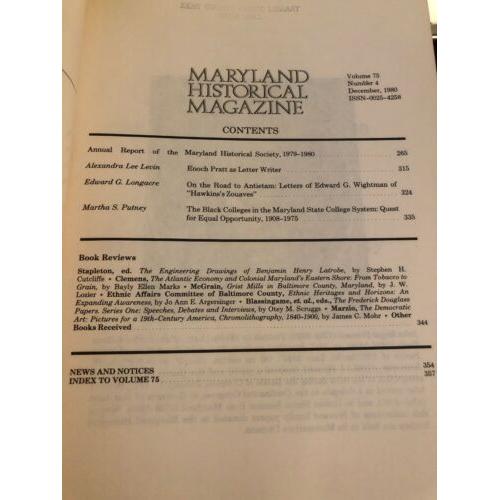 MARYLAND
HISTORICAL
MAGAZINE
Volume 75
Number 4
December, 1980
ISSN-0025-4258
CONTENTS
Annual Report of the Maryland Historical Society, 1979-1980 265
Alexandra Lee Levin Enoch Pratt as Letter Writer 315
Edward G. Longacre On the Road to Antietam: Letters of Edward G. Wightman of
"Hawkins's Zouaves" 324
Martha S. Putney The Black Colleges in the Maryland State College System: Quest
for Equal Opportunity, 1908-1975 335
Book Reviews
Stapleton, ed. The Engineering Drawings of Benjamin Henry Latrobe, by Stephen H.
Cutcliffe • Clemens, The Atlantic Economy and Colonial Maryland's Eastern Shore: From Tobacco to
Grain, by Bayly Ellen Marks • McGrain, Grist Mills in Baltimore County, Maryland, by J. W.
Lozier • Ethnic Affairs Committee of Baltimore County, Ethnic Heritages and Horizons: An
Expanding Awareness, by Jo Ann E. Argersinger • Blassingame, et. al., eds., The Frederick Douglass
Papers. Series One: Speeches, Debates and Interviews, by Otey M. Scruggs • Marzio, The Democratic
Art: Pictures for a 19th-Century America, Chromolithography, 1840-1900, by James C. Mohr • Other
Books Received 344
NEWS AND NOTICES 354
INDEX TO VOLUME 75 357